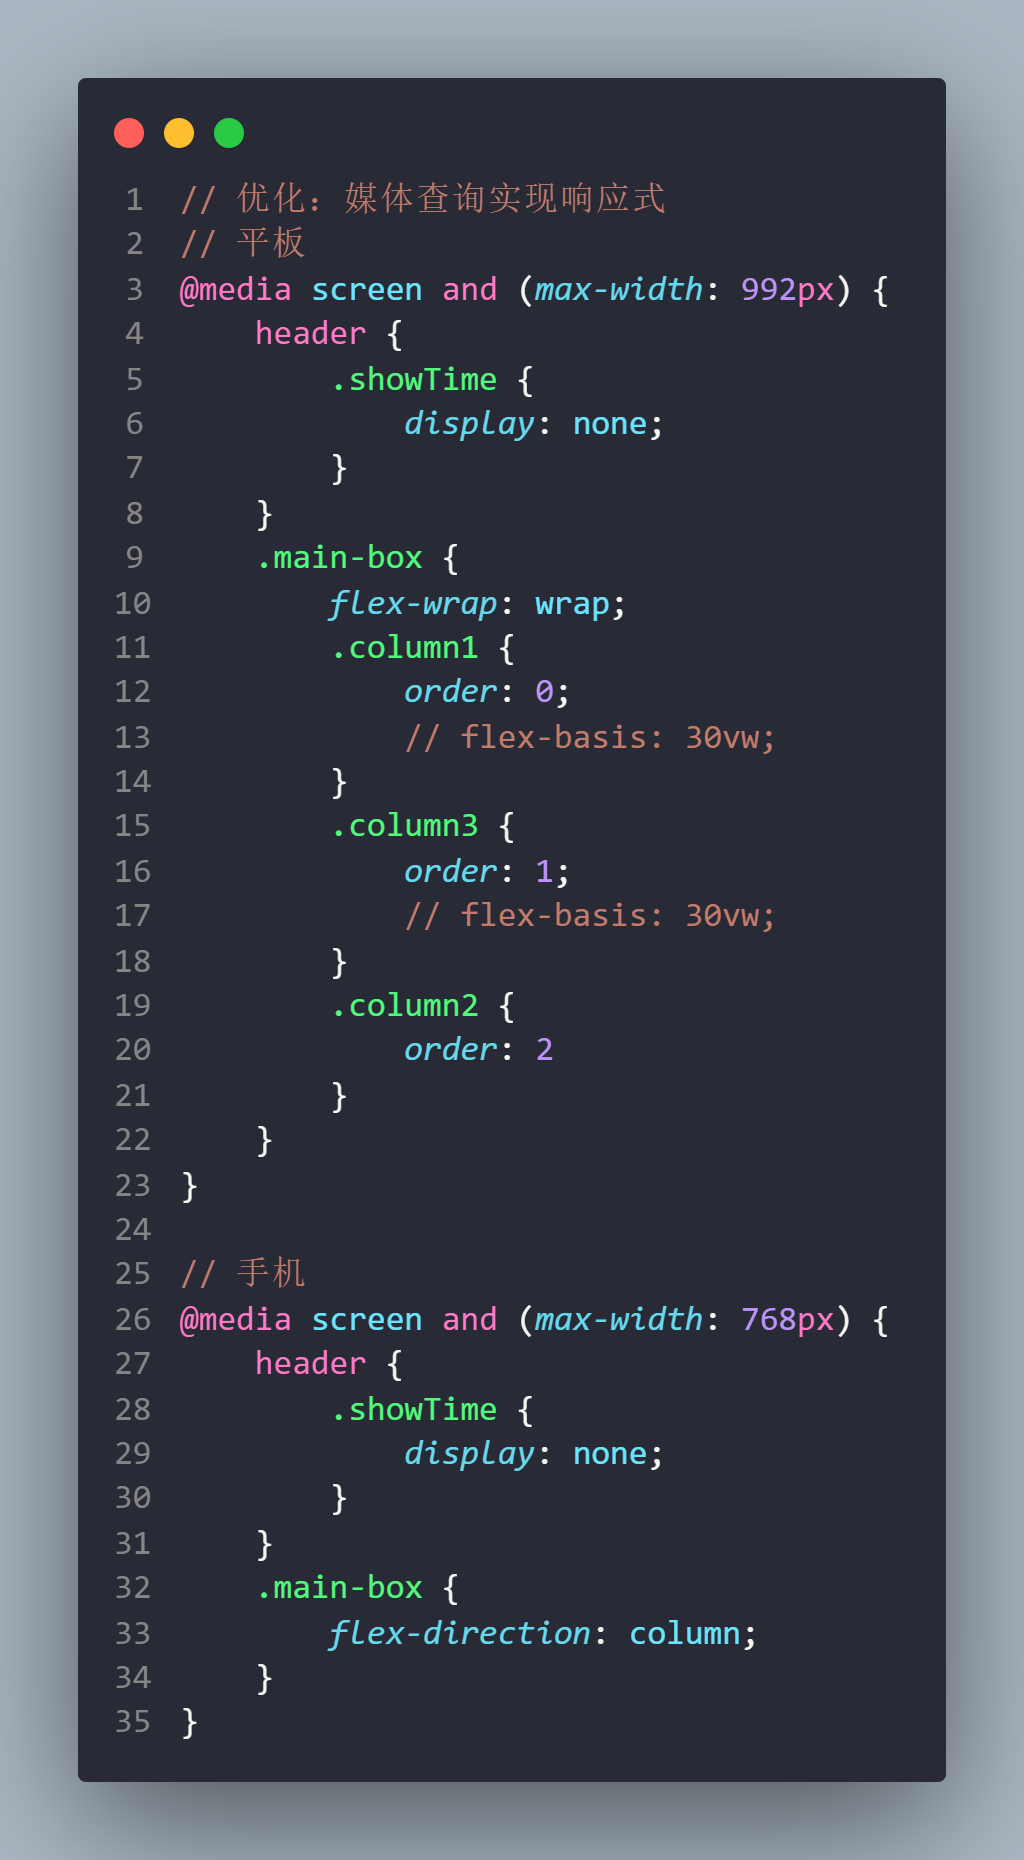 1 // 优化：媒体查询实现响应式
2 // 平板
3 @media screen and (max-width: 992px) {
4     header {
5         .showTime {
6             display: none;
7         }
8     }
9     .main-box {
10         flex-wrap: wrap;
11         .column1 {
12             order: 0;
13             // flex-basis: 30vw;
14         }
15         .column3 {
16             order: 1;
17             // flex-basis: 30vw;
18         }
19         .column2 {
20             order: 2
21         }
22     }
23 }
24
25 // 手机
26 @media screen and (max-width: 768px) {
27     header {
28         .showTime {
29             display: none;
30         }
31     }
32     .main-box {
33         flex-direction: column;
34     }
35 }